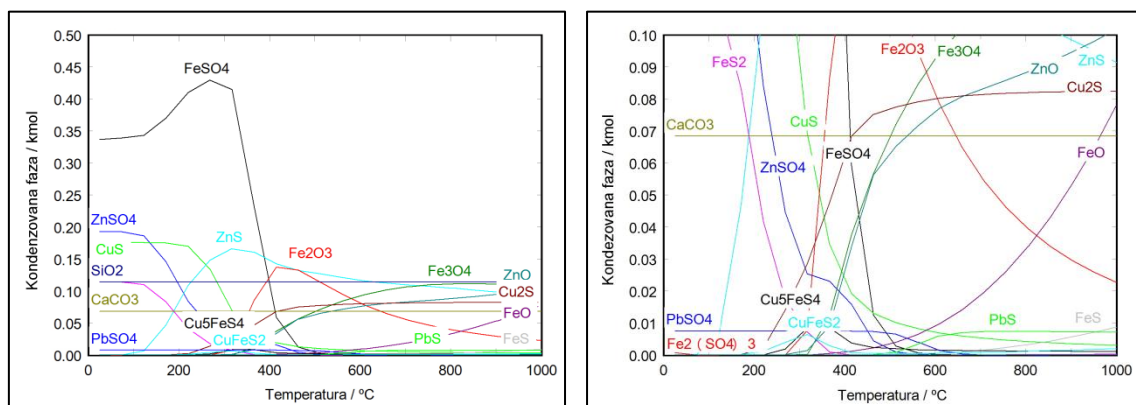 0.50
0.45
0.40
0.35
0.30
0.25
0.20
0.15
0.10
0.05
0.00
Kondenzovana faza / kmol
FeSO4
ZnSO4
CuS
SiO2
CaCO3
PbSO4
ZnS
Cu5FeS4
CuFeS2
Fe2O3
Fe3O4
ZnO
Cu2S
FeO
PbS
FeS
0 200 400 600 800 1000
Temperatura / ºC
0.10
0.09
0.08
0.07
0.06
0.05
0.04
0.03
0.02
0.01
0.00
Kondezovana faza / kmol
FeS2
CaCO3
CuS
ZnSO4
FeSO4
Fe2O3
Fe3O4
ZnO
ZnS
Cu2S
FeO
Cu5FeS4
PbSO4
CuFeS2
Fe2 ( SO4) 3
PbS
FeS
0 200 400 600 800 1000
Temperatura / ºC